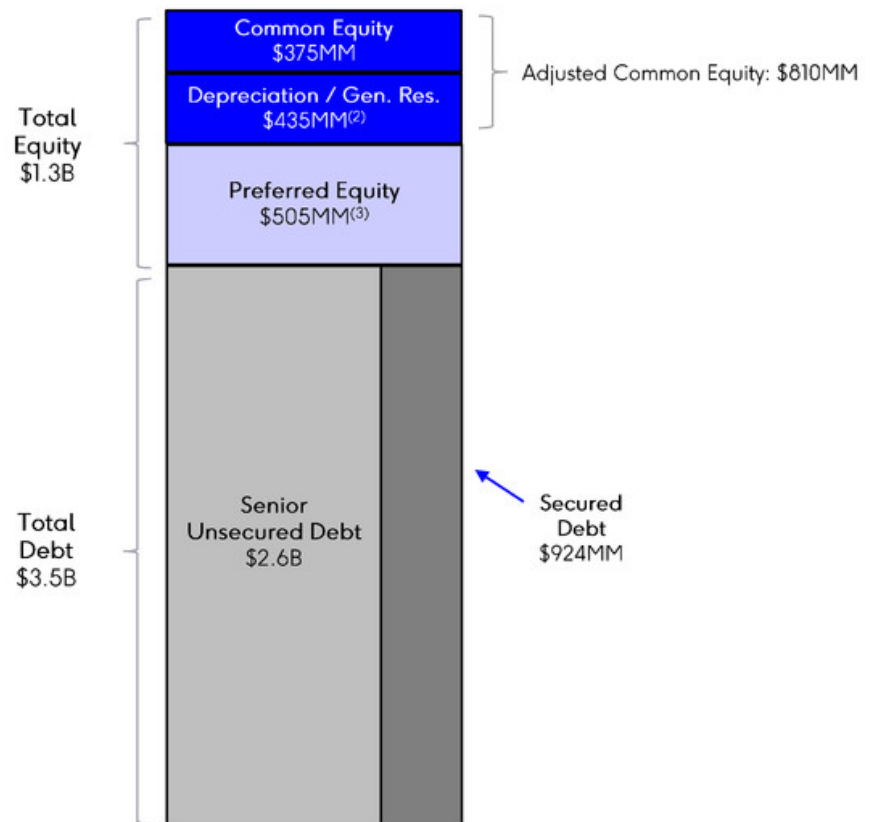 Common Equity
$375MM
Adjusted Common Equity: $810MM
Depreciation / Gen. Res.
$435MM(2)
Total
Equity
$1.3B
Preferred Equity
$505MM(3)
Senior
Unsecured Debt
$2.6B
Secured
Debt
$924MM
Total
Debt
$3.5B